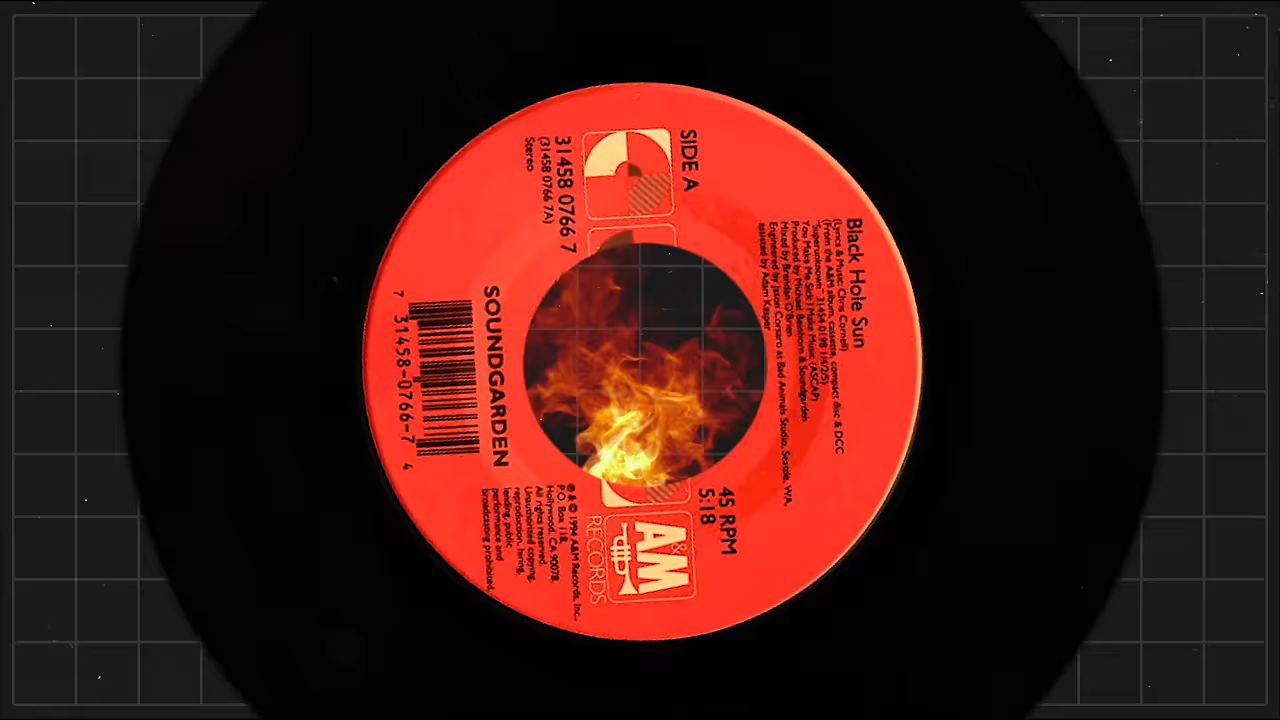 SIDE A
31458 0766 7
(31458 0766 7A)
Stereo
Black Hole Sun
(Lyrics & Music: Chris Cornell)
(From the A&M album, cassette, compact disc & DCC
"Superunknown" 31454 0198 1/4/2/5)
You Make Me Sick I Make Music (ASCAP)
Produced by Michael Beinhorn & Soundgarden
Mixed by Brendan O'Brien
Engineered by Jason Corsaro at Bad Animals Studio, Seattle, WA.
assisted by Adam Kasper
SOUNDGARDEN
7 31458-0766-7 4
45 RPM
5:18
A&M
RECORDS
℗ & © 1994 A&M Records, Inc.,
P.O. Box 118,
Hollywood, CA 90078.
All rights reserved.
Unauthorized copying,
reproduction, hiring,
lending, public
performance and
broadcasting prohibited.